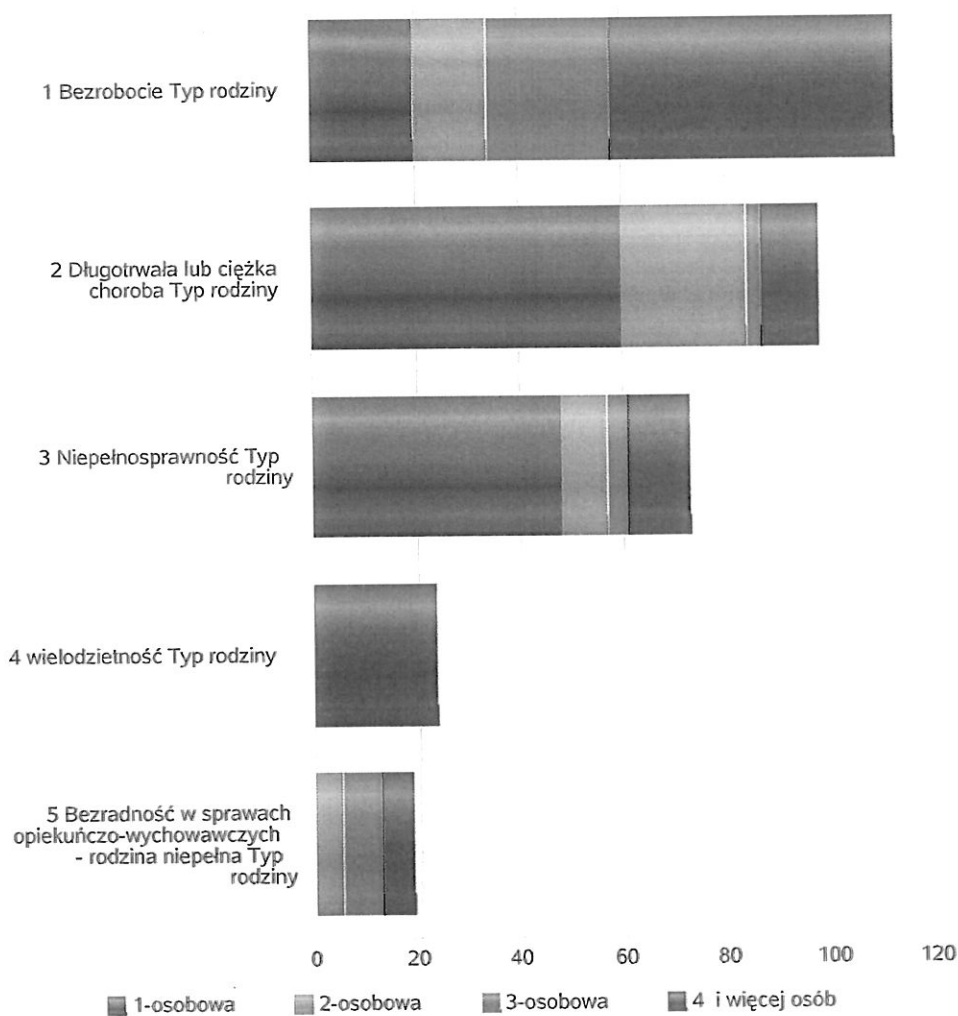 1 Bezrobocie Typ rodziny
2 Długotrwała lub ciężka
choroba Typ rodziny
3 Niepełnosprawność Typ
rodziny
4 wielodzietność Typ rodziny
5 Bezradność w sprawach
opiekuńczo-wychowawczych
- rodzina niepełna Typ
rodziny
0 20 40 60 80 100 120
1-osobowa 2-osobowa 3-osobowa 4 i więcej osób